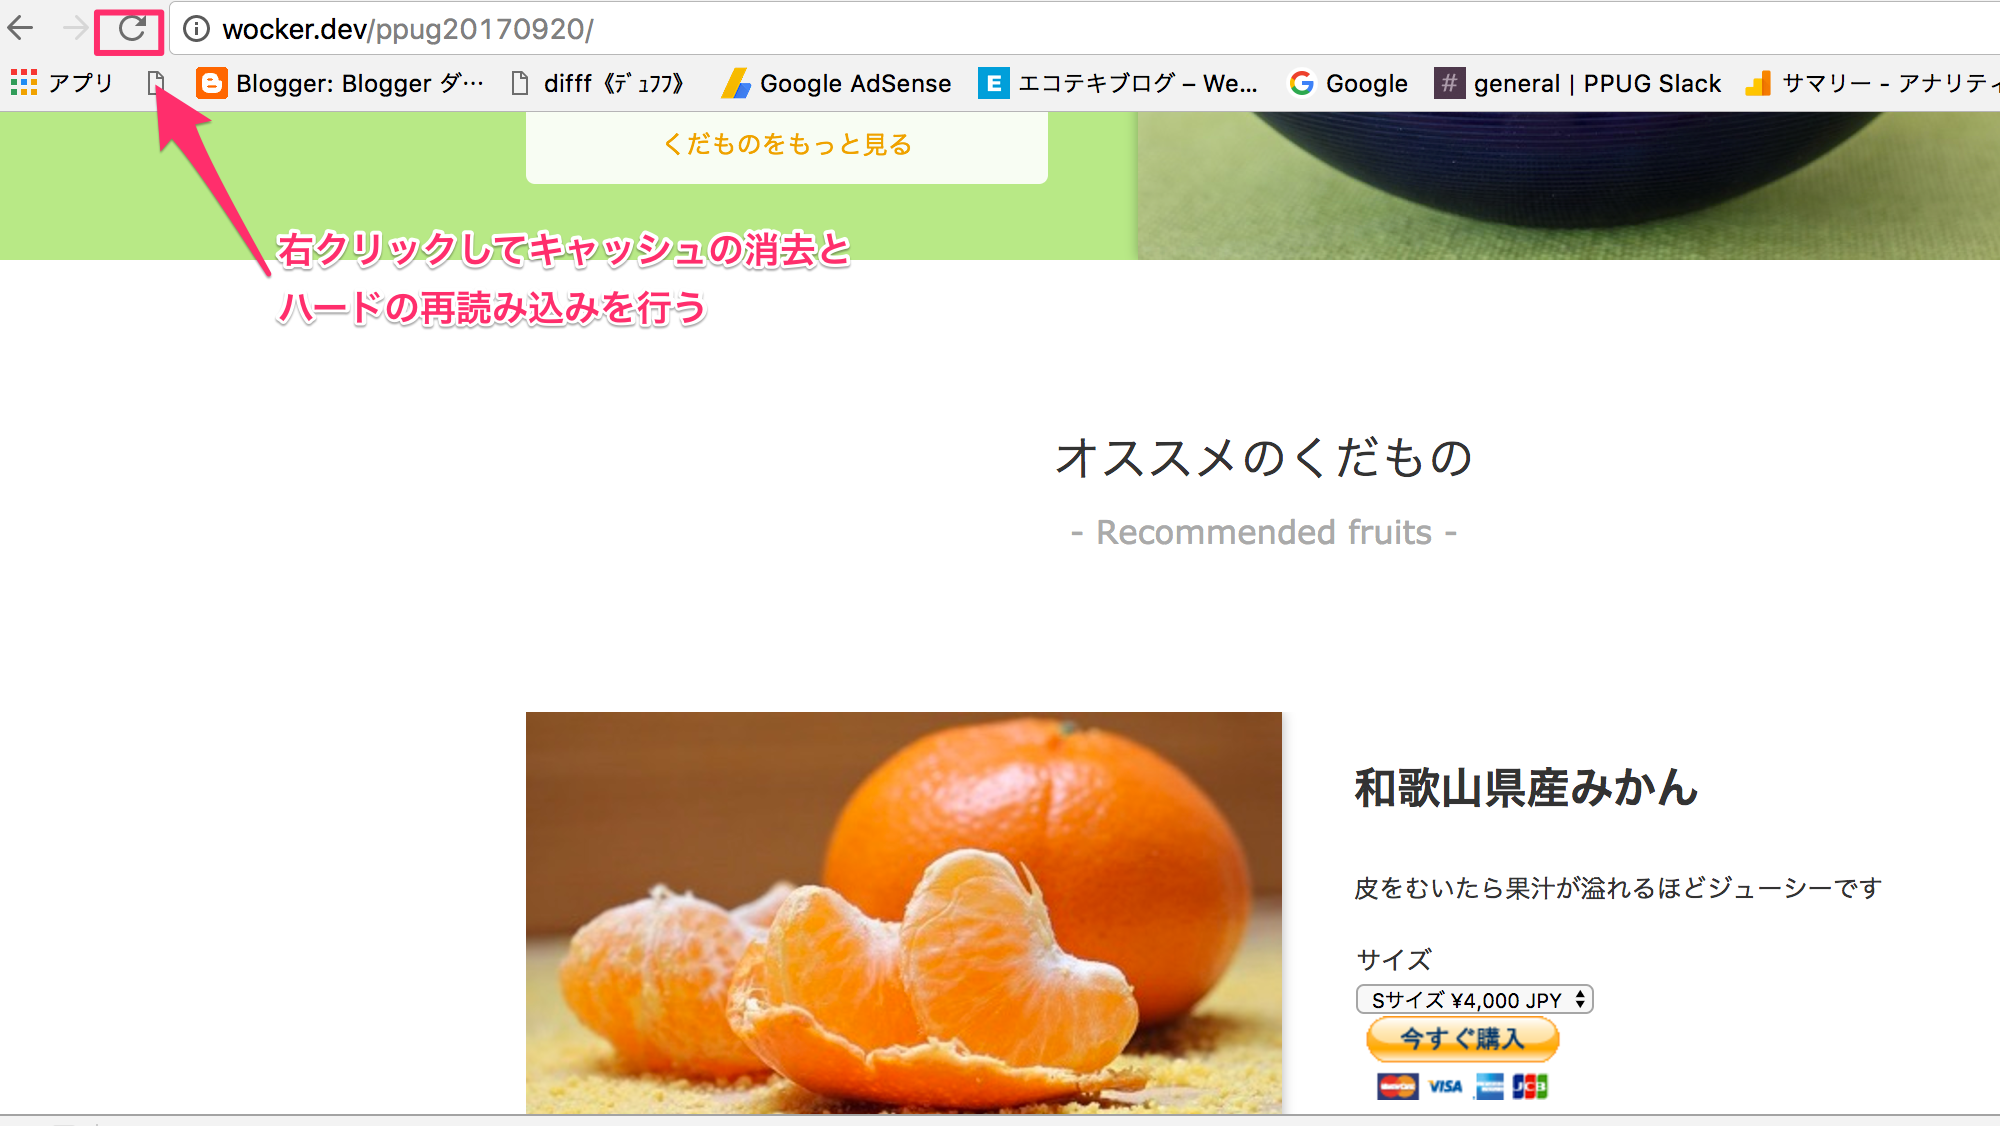 wocker.dev/ppug20170920/
アプリ
Blogger: Blogger ダ…
difff《ﾃﾞｭﾌﾌ》
Google AdSense
エコテキブログ – We...
Google
general | PPUG Slack
サマリー - アナリティ
くだものをもっと見る
右クリックしてキャッシュの消去と
ハードの再読み込みを行う
オススメのくだもの
- Recommended fruits -
和歌山県産みかん
皮をむいたら果汁が溢れるほどジューシーです
サイズ
Sサイズ ¥4,000 JPY
今すぐ購入
MasterCard VISA JCB